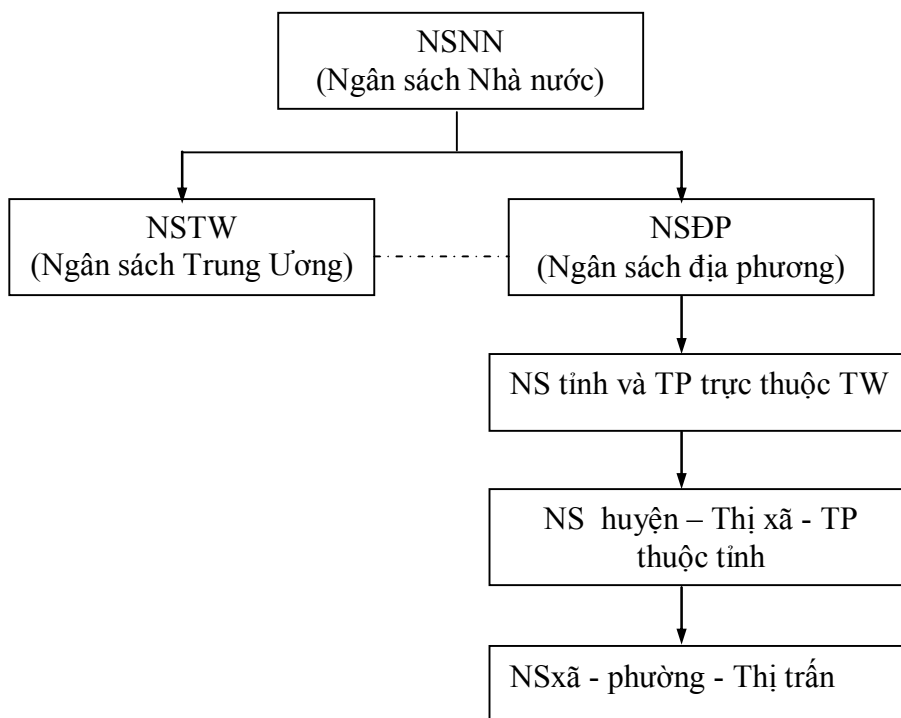 NSNN
(Ngân sách Nhà nước)
NSTW
(Ngân sách Trung Ương)
NSĐP
(Ngân sách địa phương)
NS tỉnh và TP trực thuộc TW
NS huyện – Thị xã - TP
thuộc tỉnh
NSxã - phường - Thị trấn